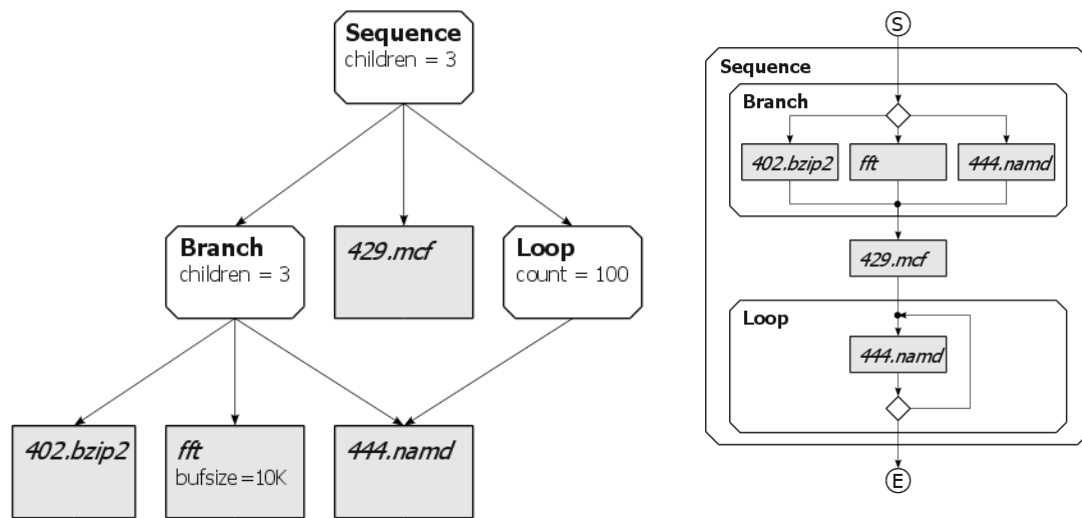 Sequence
children = 3
Branch
children = 3
429.mcf
Loop
count = 100
402.bzip2
fft
bufsize=10K
444.namd
S
Sequence
Branch
402.bzip2
fft
444.namd
429.mcf
Loop
444.namd
E